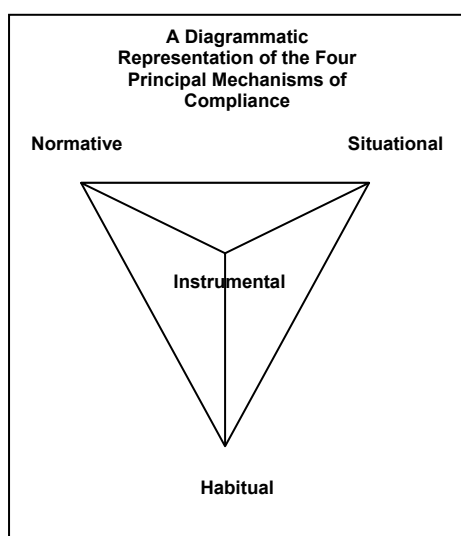 A Diagrammatic
Representation of the Four
Principal Mechanisms of
Compliance
Normative
Situational
Instrumental
Habitual